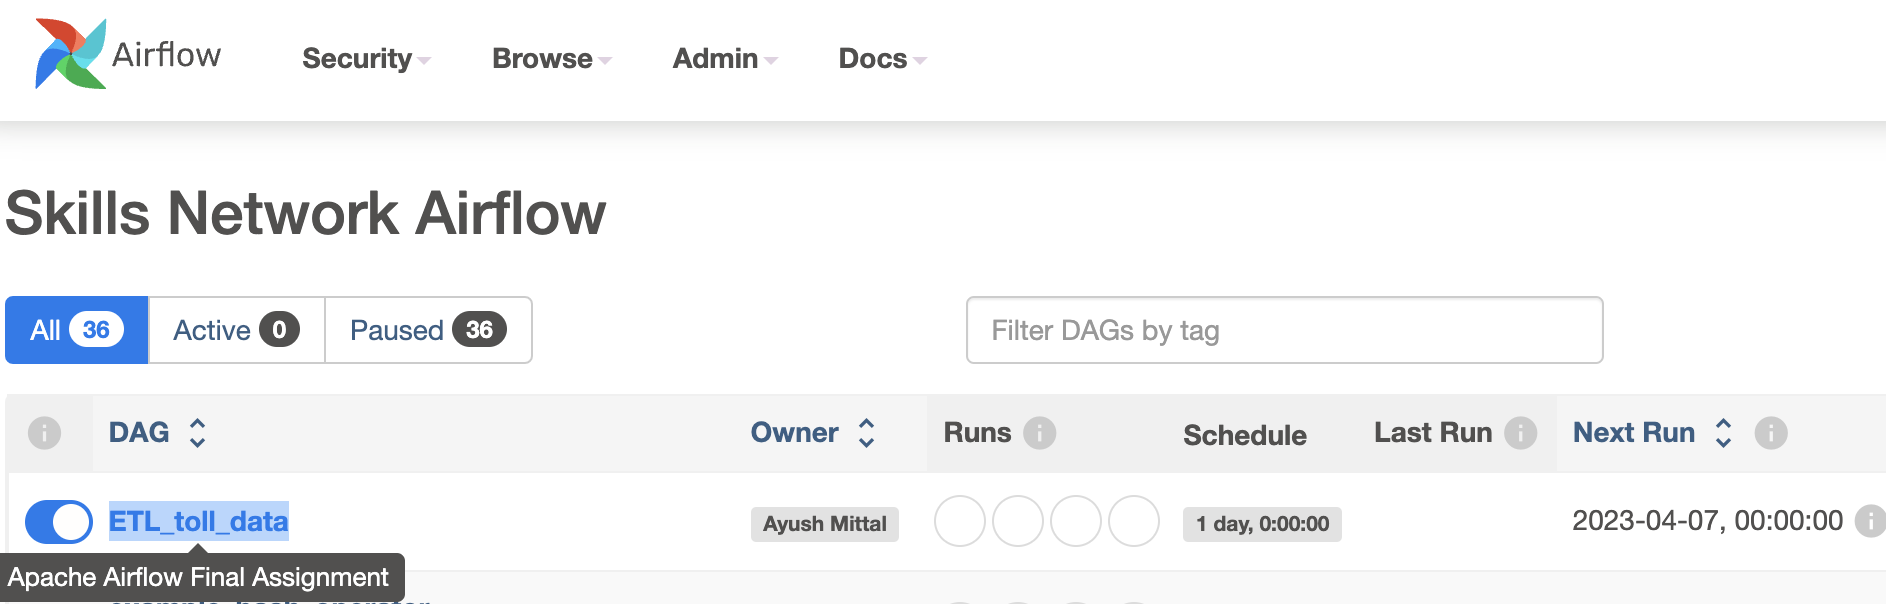 Airflow Security Browse Admin Docs
Skills Network Airflow
All 36 Active 0 Paused 36 Filter DAGs by tag
DAG Owner Runs Schedule Last Run Next Run
ETL_toll_data Ayush Mittal 1 day, 0:00:00 2023-04-07, 00:00:00
Apache Airflow Final Assignment